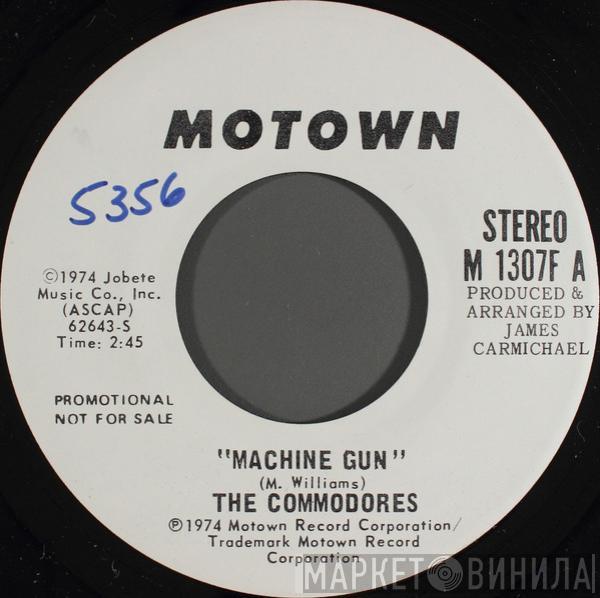 MOTOWN
5356
STEREO
M 1307F A
PRODUCED &
ARRANGED BY
JAMES
CARMICHAEL
©1974 Jobete
Music Co., Inc.
(ASCAP)
62643-S
Time: 2:45
PROMOTIONAL
NOT FOR SALE
"MACHINE GUN"
(M. Williams)
THE COMMODORES
℗1974 Motown Record Corporation/
Trademark Motown Record
Corporation
МАРКЕТ ВИНИЛА